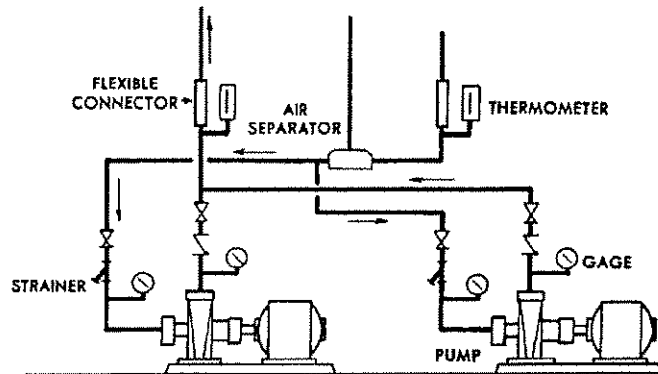 FLEXIBLE
CONNECTOR
AIR
SEPARATOR
THERMOMETER
STRAINER
GAGE
PUMP